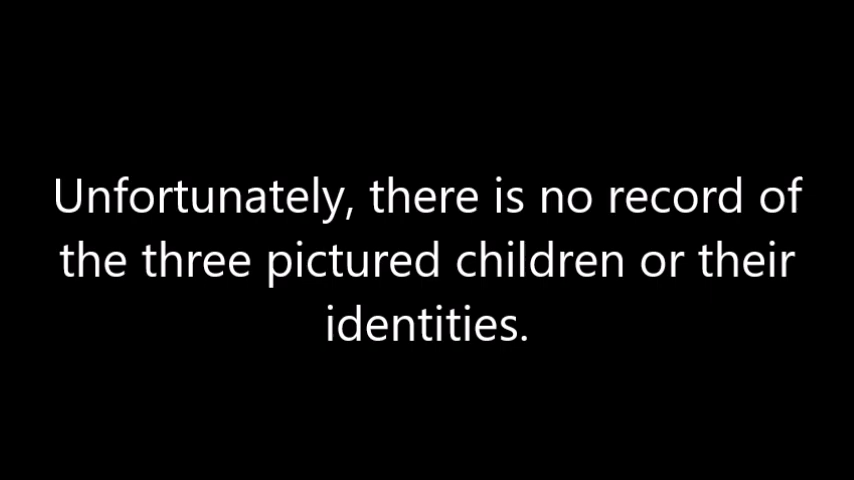 Unfortunately, there is no record of
the three pictured children or their
identities.